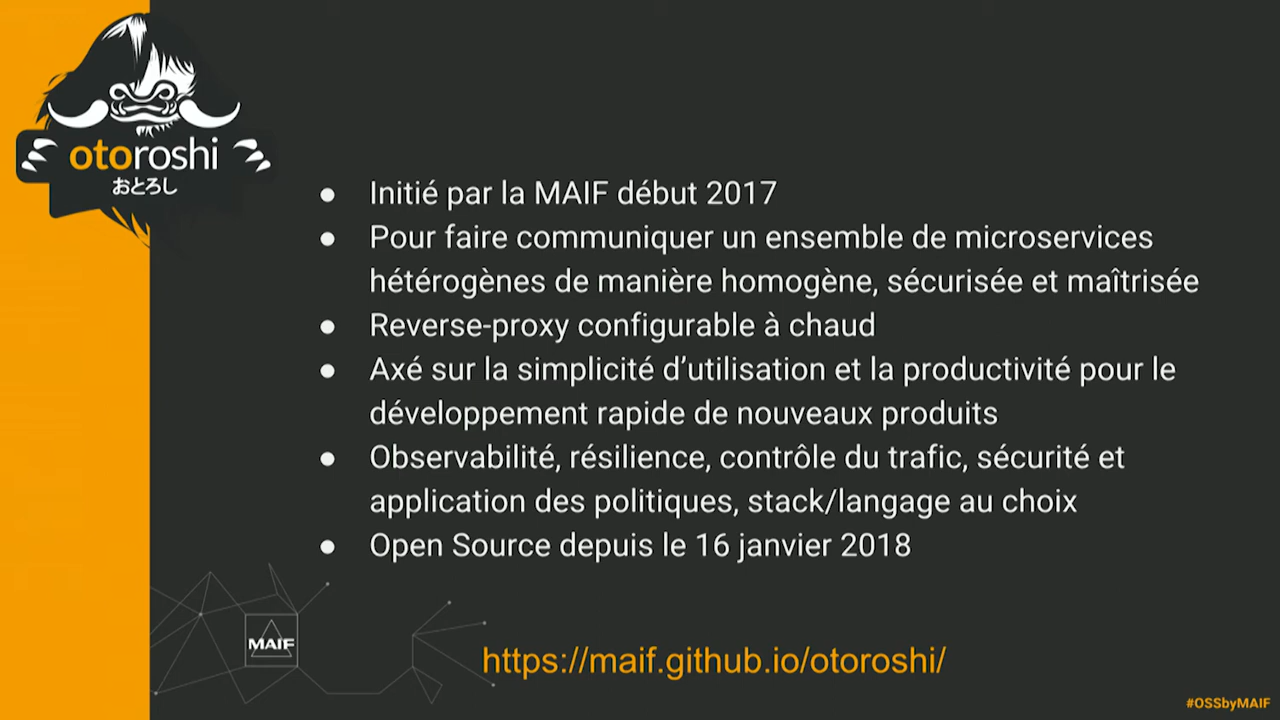 otoroshi
おとろし
● Initié par la MAIF début 2017
● Pour faire communiquer un ensemble de microservices
hétérogènes de manière homogène, sécurisée et maîtrisée
● Reverse-proxy configurable à chaud
● Axé sur la simplicité d’utilisation et la productivité pour le
développement rapide de nouveaux produits
● Observabilité, résilience, contrôle du trafic, sécurité et
application des politiques, stack/langage au choix
● Open Source depuis le 16 janvier 2018
MAIF
https://maif.github.io/otoroshi/
#OSSbyMAIF